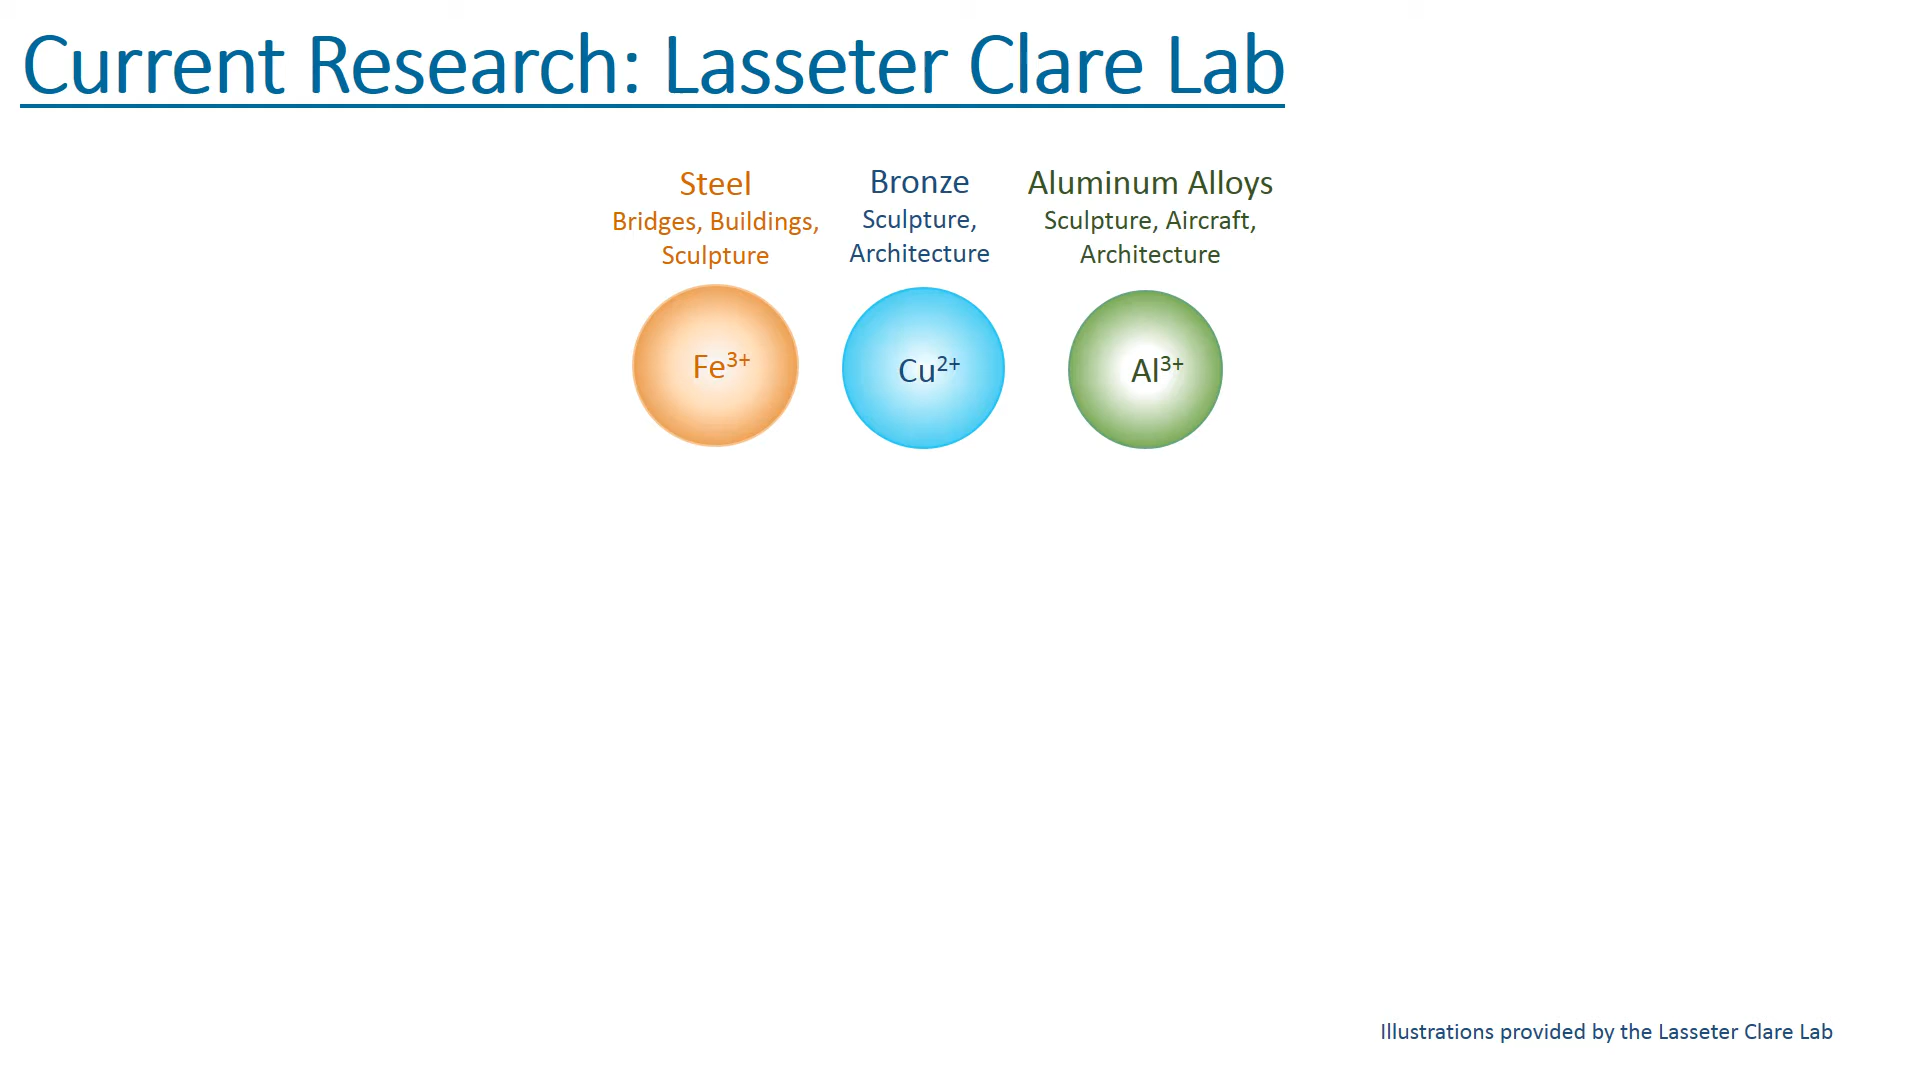 Current Research: Lasseter Clare Lab
Steel
Bridges, Buildings,
Sculpture
Fe³⁺
Bronze
Sculpture,
Architecture
Cu²⁺
Aluminum Alloys
Sculpture, Aircraft,
Architecture
Al³⁺
Illustrations provided by the Lasseter Clare Lab